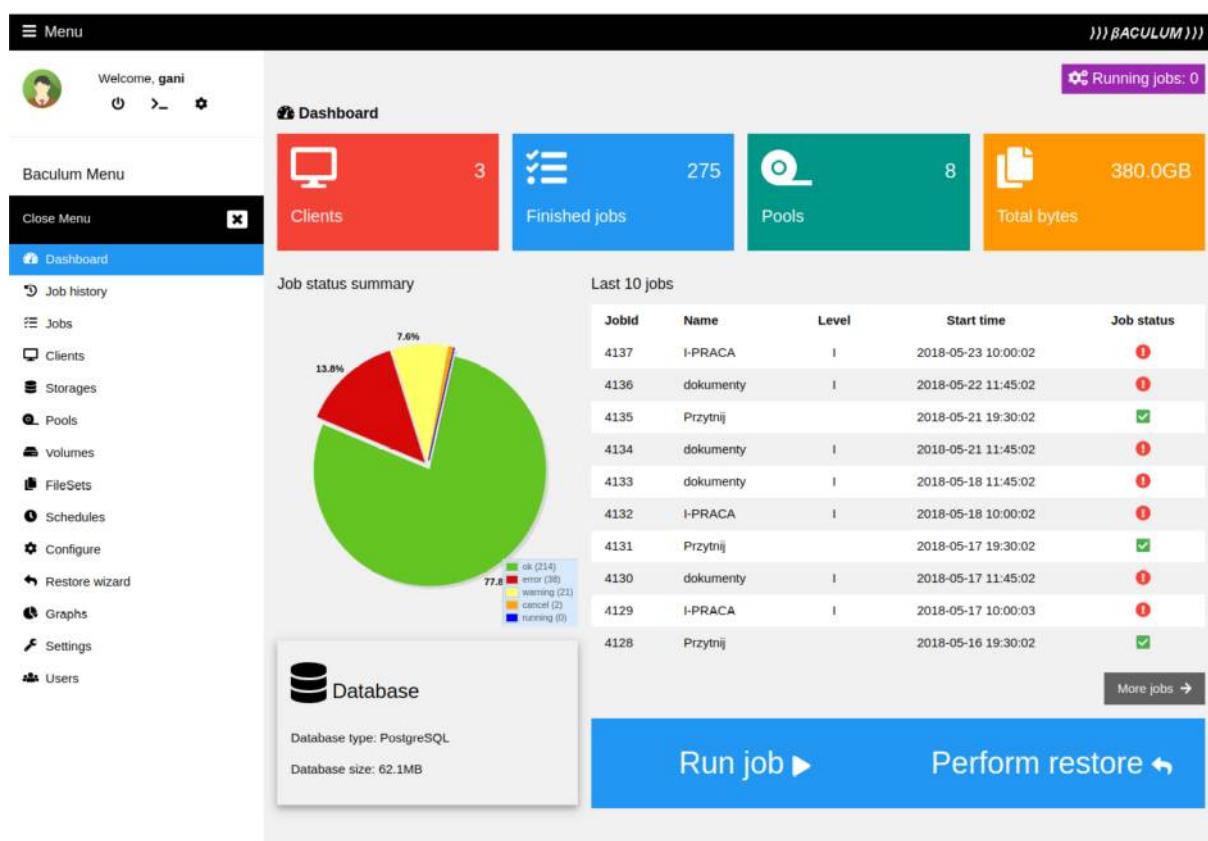 Menu
))) βACULUM )))
Welcome, gani
Baculum Menu
Close Menu
Dashboard
Job history
Jobs
Clients
Storages
Pools
Volumes
FileSets
Schedules
Configure
Restore wizard
Graphs
Settings
Users
Running jobs: 0
Dashboard
3
Clients
275
Finished jobs
8
Pools
380.0GB
Total bytes
Job status summary
7.6%
13.8%
77.8
ok (214)
error (38)
warning (21)
cancel (2)
running (0)
Database
Database type: PostgreSQL
Database size: 62.1MB
Last 10 jobs
JobId Name Level Start time Job status
4137 I-PRACA I 2018-05-23 10:00:02
4136 dokumenty I 2018-05-22 11:45:02
4135 Przytnij 2018-05-21 19:30:02
4134 dokumenty I 2018-05-21 11:45:02
4133 dokumenty I 2018-05-18 11:45:02
4132 I-PRACA I 2018-05-18 10:00:02
4131 Przytnij 2018-05-17 19:30:02
4130 dokumenty I 2018-05-17 11:45:02
4129 I-PRACA I 2018-05-17 10:00:03
4128 Przytnij 2018-05-16 19:30:02
More jobs
Run job
Perform restore